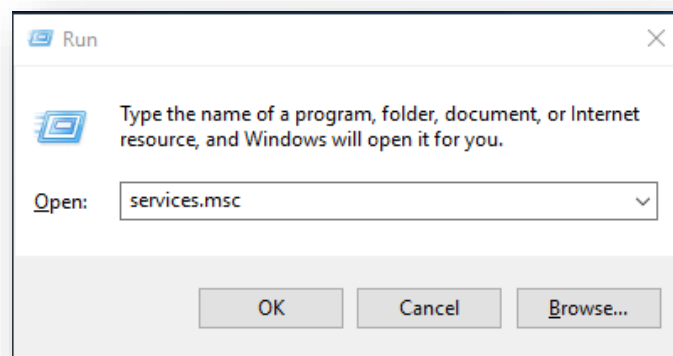 Run
Type the name of a program, folder, document, or Internet
resource, and Windows will open it for you.
Open: services.msc
OK Cancel Browse...